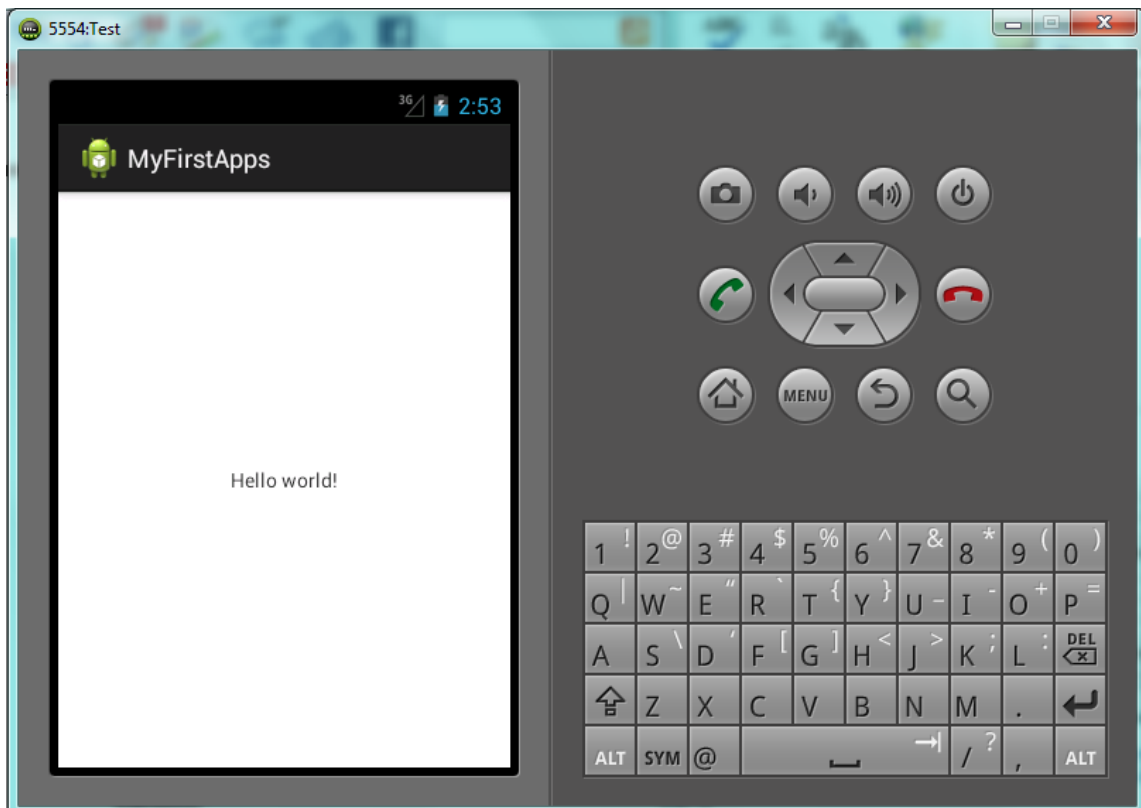 5554:Test
3G 2:53
MyFirstApps
Hello world!
MENU
1 ! 2 @ 3 # 4 $ 5 % 6 ^ 7 & 8 * 9 ( 0 )
Q | W ~ E “ R ` T { Y } U _ I - O + P =
A S \ D ‘ F [ G ] H < J > K ; L : DEL
Z X C V B N M .
ALT SYM @ / ? , ALT